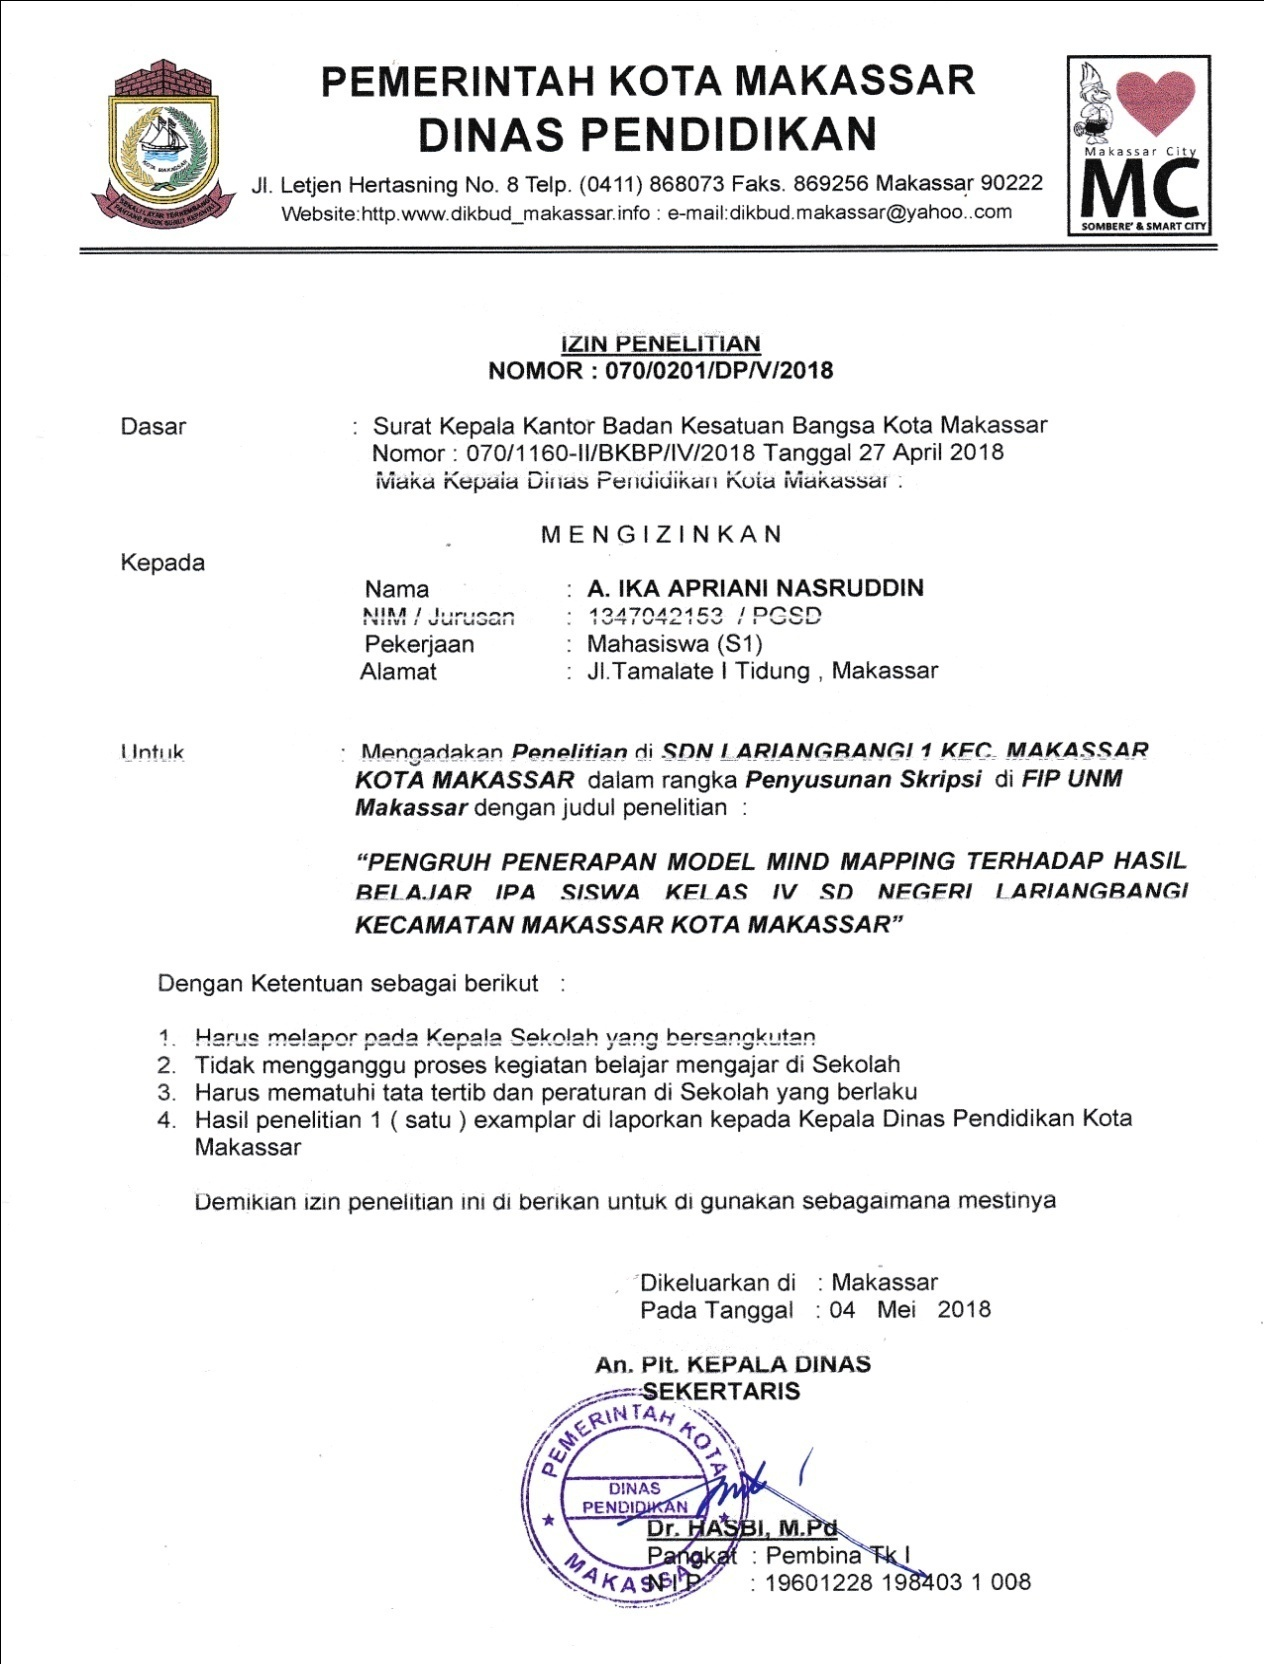 PEMERINTAH KOTA MAKASSAR
DINAS PENDIDIKAN
Jl. Letjen Hertasning No. 8 Telp. (0411) 868073 Faks. 869256 Makassar 90222
Website:http.www.dikbud_makassar.info : e-mail:dikbud.makassar@yahoo..com
KOTA MAKASSAR
Makassar City
MC
SOMBERE' & SMART CITY
IZIN PENELITIAN
NOMOR : 070/0201/DP/V/2018
Dasar : Surat Kepala Kantor Badan Kesatuan Bangsa Kota Makassar
Nomor : 070/1160-II/BKBP/IV/2018 Tanggal 27 April 2018
Maka Kepala Dinas Pendidikan Kota Makassar :
M E N G I Z I N K A N
Kepada
Nama : A. IKA APRIANI NASRUDDIN
NIM / Jurusan : 1347042153 / PGSD
Pekerjaan : Mahasiswa (S1)
Alamat : Jl.Tamalate I Tidung , Makassar
Untuk : Mengadakan Penelitian di SDN LARIANGBANGI 1 KEC. MAKASSAR
KOTA MAKASSAR dalam rangka Penyusunan Skripsi di FIP UNM
Makassar dengan judul penelitian :
“PENGRUH PENERAPAN MODEL MIND MAPPING TERHADAP HASIL
BELAJAR IPA SISWA KELAS IV SD NEGERI LARIANGBANGI
KECAMATAN MAKASSAR KOTA MAKASSAR”
Dengan Ketentuan sebagai berikut :
1. Harus melapor pada Kepala Sekolah yang bersangkutan
2. Tidak mengganggu proses kegiatan belajar mengajar di Sekolah
3. Harus mematuhi tata tertib dan peraturan di Sekolah yang berlaku
4. Hasil penelitian 1 ( satu ) examplar di laporkan kepada Kepala Dinas Pendidikan Kota
Makassar
Demikian izin penelitian ini di berikan untuk di gunakan sebagaimana mestinya
Dikeluarkan di : Makassar
Pada Tanggal : 04 Mei 2018
An. Plt. KEPALA DINAS
SEKERTARIS
PEMERINTAH KOTA
DINAS
PENDIDIKAN
MAKASSAR
Dr. HASBI, M.Pd
Pangkat : Pembina Tk I
N I P : 19601228 198403 1 008